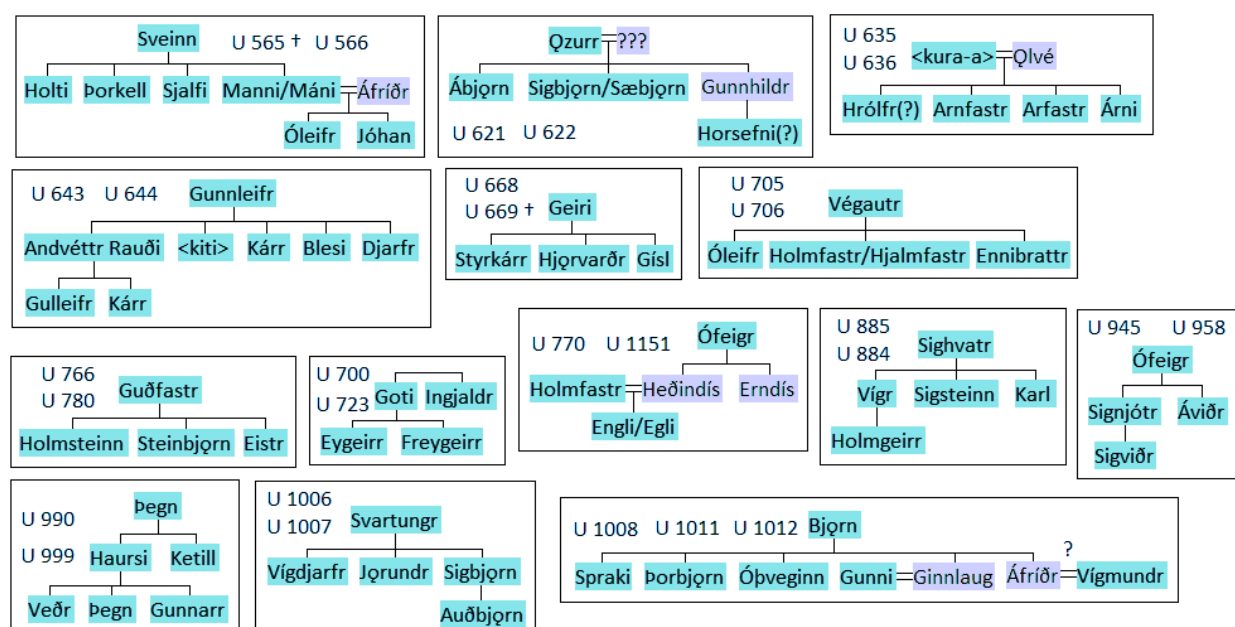 Sveinn U 565 † U 566
Holti Þorkell Sjalfi Manni/Máni Áfríðr
Óleifr Jóhan
Ǫzurr ???
Ábjǫrn Sigbjǫrn/Sæbjǫrn Gunnhildr
U 621 U 622 Horsefni(?)
U 635
U 636 <kura-a> Ǫlvé
Hrólfr(?) Arnfastr Arfastr Árni
U 643 U 644 Gunnleifr
Andvéttr Rauði <kiti> Kárr Blesi Djarfr
Gulleifr Kárr
U 668
U 669 † Geiri
Styrkárr Hjǫrvarðr Gísl
U 705
U 706 Végautr
Óleifr Holmfastr/Hjalmfastr Ennibrattr
U 766
U 780 Guðfastr
Holmsteinn Steinbjǫrn Eistr
U 700
U 723 Goti Ingjaldr
Eygeirr Freygeirr
U 770 U 1151 Ófeigr
Holmfastr Heðindís Erndís
Engli/Egli
U 885 Sighvatr
U 884
Vígr Sigsteinn Karl
Holmgeirr
U 945 U 958
Ófeigr
Signjótr Áviðr
Sigviðr
Þegn
U 990
U 999 Haursi Ketill
Veðr Þegn Gunnarr
U 1006
U 1007 Svartungr
Vígdjarfr Jǫrundr Sigbjǫrn
Auðbjǫrn
U 1008 U 1011 U 1012 Bjǫrn
?
Spraki Þorbjǫrn Óþveginn Gunni Ginnlaug Áfríðr Vígmundr